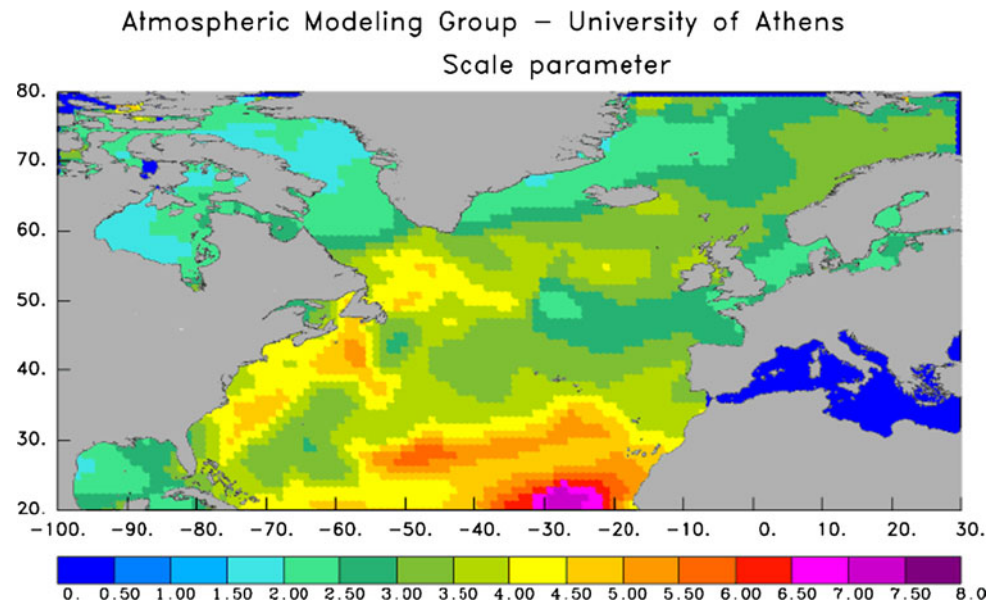 Atmospheric Modeling Group – University of Athens
Scale parameter
80.
70.
60.
50.
40.
30.
20.
-100. -90. -80. -70. -60. -50. -40. -30. -20. -10. 0. 10. 20. 30.
0. 0.50 1.00 1.50 2.00 2.50 3.00 3.50 4.00 4.50 5.00 5.50 6.00 6.50 7.00 7.50 8.0